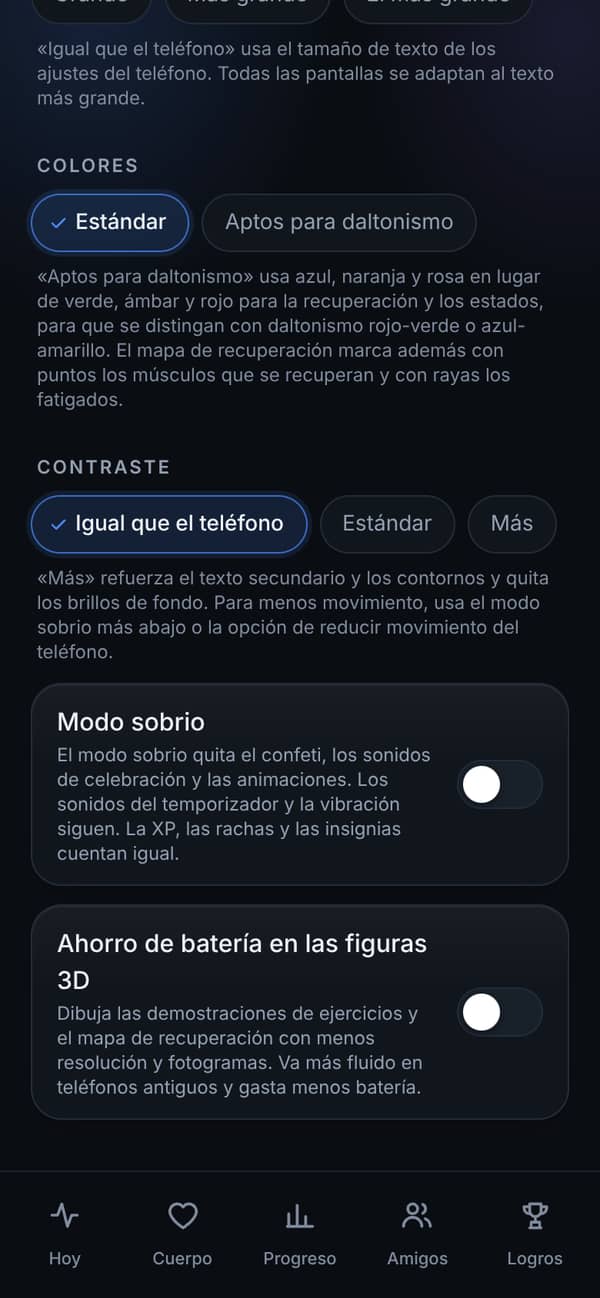 Grande Más grande El más grande
«Igual que el teléfono» usa el tamaño de texto de los
ajustes del teléfono. Todas las pantallas se adaptan al texto
más grande.
COLORES
Estándar Aptos para daltonismo
«Aptos para daltonismo» usa azul, naranja y rosa en lugar
de verde, ámbar y rojo para la recuperación y los estados,
para que se distingan con daltonismo rojo-verde o azul-
amarillo. El mapa de recuperación marca además con
puntos los músculos que se recuperan y con rayas los
fatigados.
CONTRASTE
Igual que el teléfono Estándar Más
«Más» refuerza el texto secundario y los contornos y quita
los brillos de fondo. Para menos movimiento, usa el modo
sobrio más abajo o la opción de reducir movimiento del
teléfono.
Modo sobrio
El modo sobrio quita el confeti, los sonidos
de celebración y las animaciones. Los
sonidos del temporizador y la vibración
siguen. La XP, las rachas y las insignias
cuentan igual.
Ahorro de batería en las figuras
3D
Dibuja las demostraciones de ejercicios y
el mapa de recuperación con menos
resolución y fotogramas. Va más fluido en
teléfonos antiguos y gasta menos batería.
Hoy Cuerpo Progreso Amigos Logros